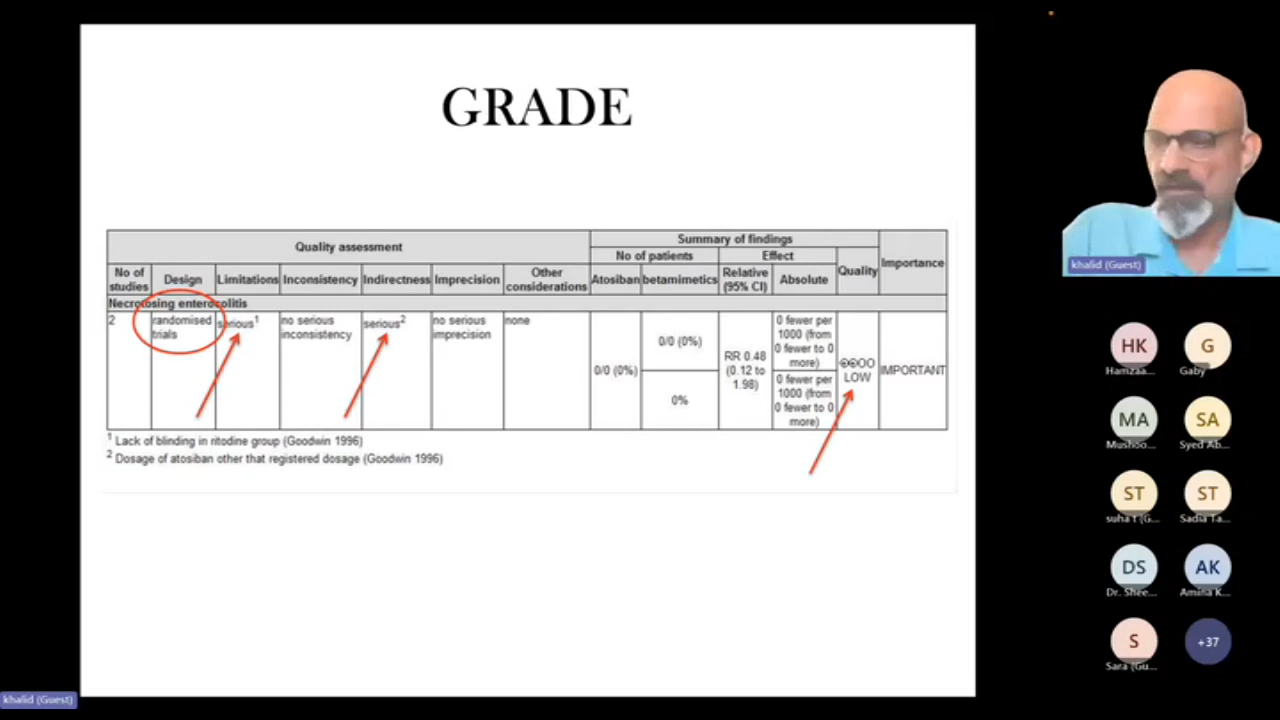 GRADE
Quality assessment
Summary of findings
Importance
No of patients
Effect
Quality
No of studies
Design
Limitations
Inconsistency
Indirectness
Imprecision
Other considerations
Atosiban
betamimetics
Relative (95% CI)
Absolute
Necrotosing enterocolitis
2
randomised trials
serious1
no serious inconsistency
serious2
no serious imprecision
none
0/0 (0%)
0/0 (0%)
0%
RR 0.48 (0.12 to 1.98)
0 fewer per 1000 (from 0 fewer to 0 more)
0 fewer per 1000 (from 0 fewer to 0 more)
⊕⊕OO LOW
IMPORTANT
1 Lack of blinding in ritodine group (Goodwin 1996)
2 Dosage of atosiban other that registered dosage (Goodwin 1996)
khalid (Guest)
HK
Hamzaa...
G
Gaby
MA
Mushoo...
SA
Syed Ab...
ST
suha t (G...
ST
Sadia Ta...
DS
Dr. Shee...
AK
Amina K...
S
Sara (Gu...
+37
khalid (Guest)